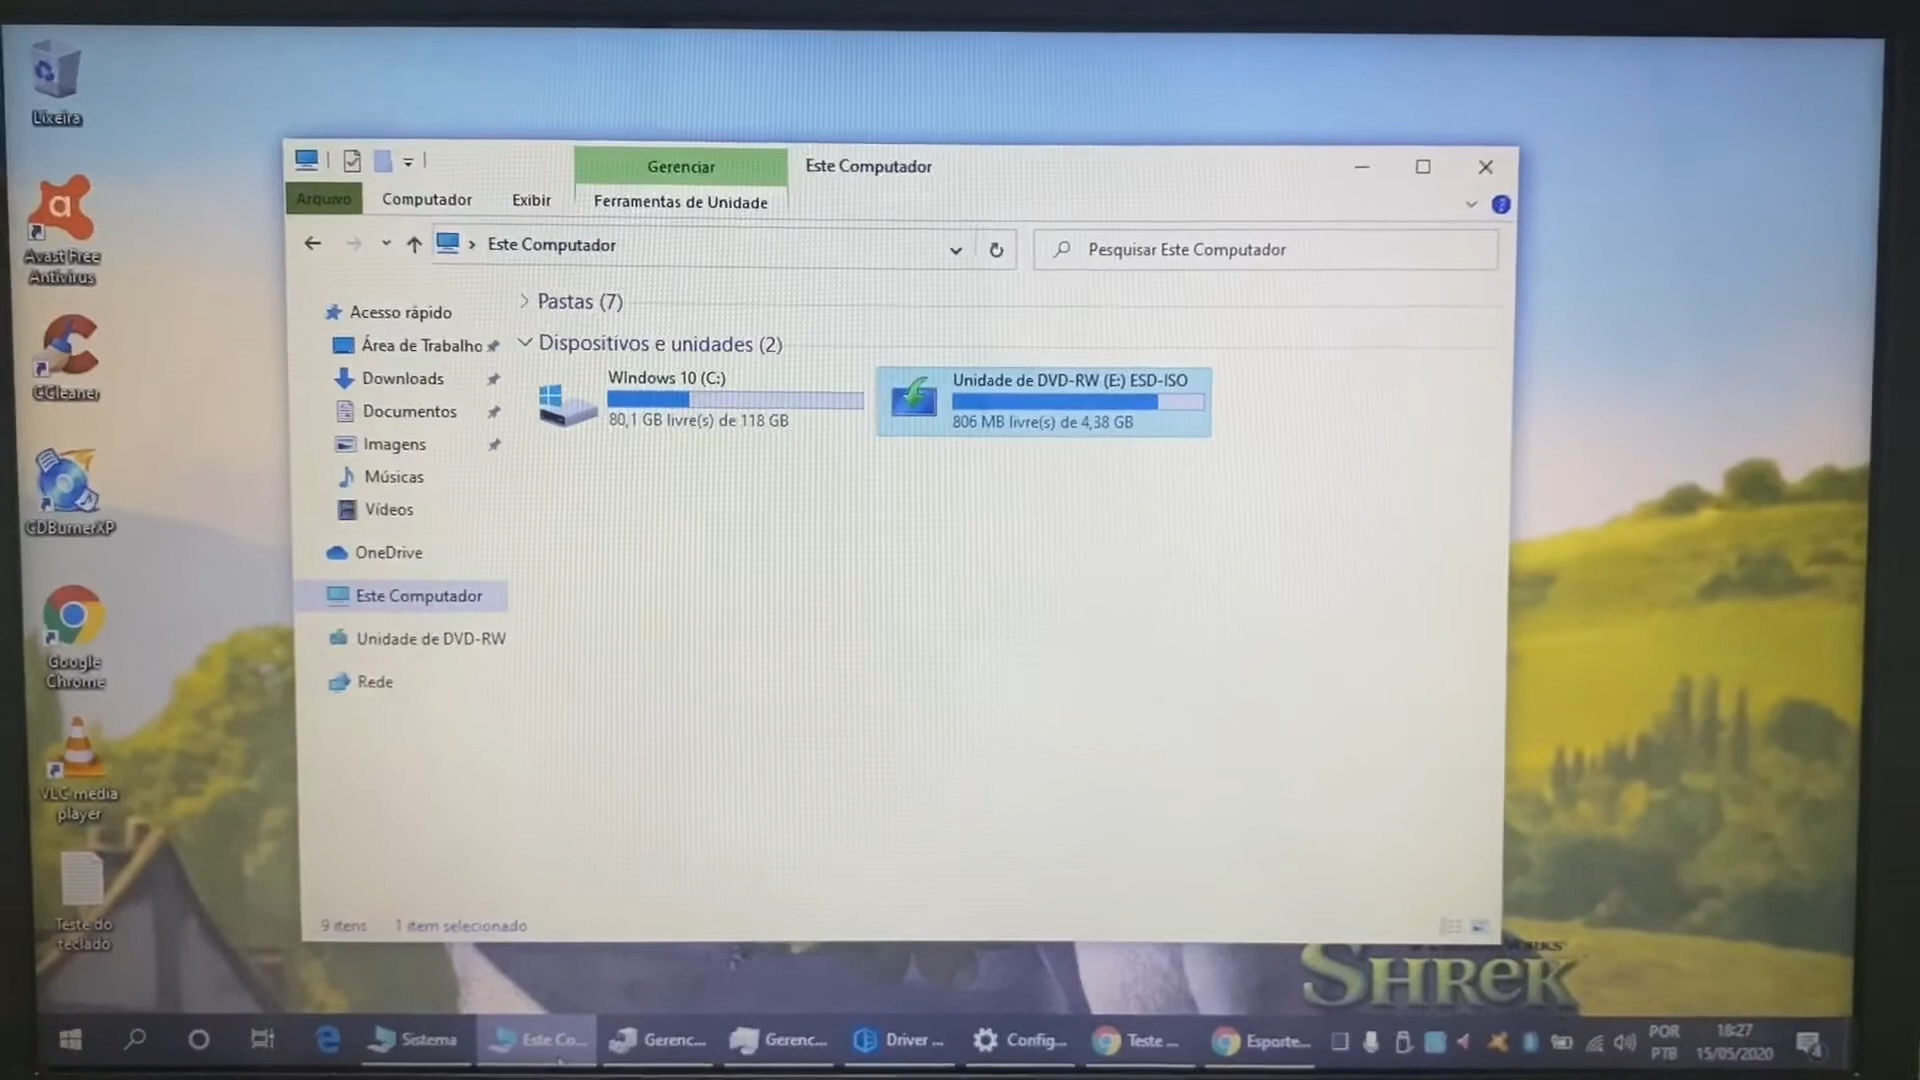 Lixeira
Avast Free
Antivirus
CCleaner
CDBurnerXP
Google
Chrome
VLC media
player
Teste do
teclado
Gerenciar
Este Computador
Arquivo
Computador
Exibir
Ferramentas de Unidade
Este Computador
Pesquisar Este Computador
Acesso rápido
Área de Trabalho
Downloads
Documentos
Imagens
Músicas
Vídeos
OneDrive
Este Computador
Unidade de DVD-RW
Rede
Pastas (7)
Dispositivos e unidades (2)
WIndows 10 (C:)
80,1 GB livre(s) de 118 GB
Unidade de DVD-RW (E:) ESD-ISO
806 MB livre(s) de 4,38 GB
9 itens
1 item selecionado
SHREK
Sistema
Este Co...
Gerenc...
Gerenc...
Driver ...
Config...
Teste ...
Esporte...
POR
PTB
18:27
15/05/2020
4